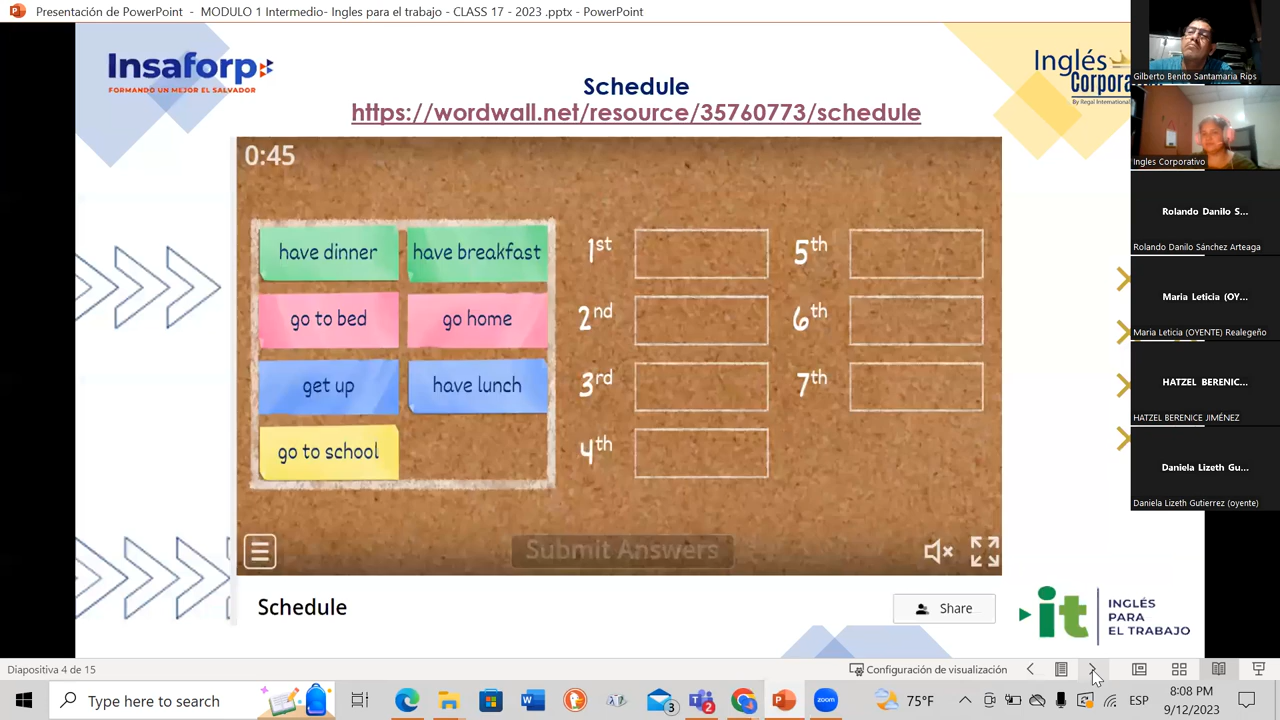 Presentación de PowerPoint - MODULO 1 Intermedio- Ingles para el trabajo - CLASS 17 - 2023 .pptx - PowerPoint
Insaforp
FORMANDO UN MEJOR EL SALVADOR
Schedule
https://wordwall.net/resource/35760773/schedule
Inglés
By Regal International
0:45
have dinner
have breakfast
go to bed
go home
get up
have lunch
go to school
1st
2nd
3rd
4th
5th
6th
7th
Submit Answers
Schedule
Share
it
INGLÉS
PARA
EL TRABAJO
Gilberto Benito Santamaria Rios
Ingles Corporativo
Rolando Danilo S...
Rolando Danilo Sánchez Arteaga
Maria Leticia (OY...
Maria Leticia (OYENTE) Realegeño
HATZEL BERENIC...
HATZEL BERENICE JIMÉNEZ
Daniela Lizeth Gu...
Daniela Lizeth Gutierrez (oyente)
Diapositiva 4 de 15
Configuración de visualización
Type here to search
3
2
zoom
75°F
ESP
8:08 PM
9/12/2023